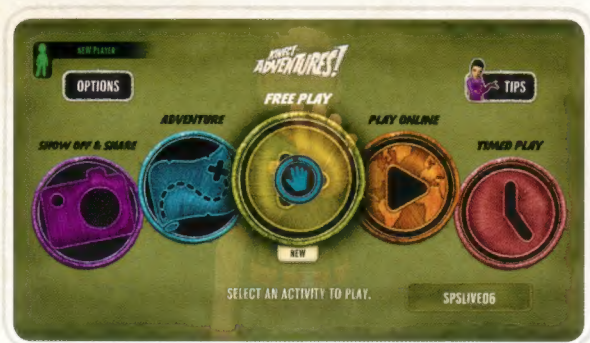 NEW PLAYER
OPTIONS
KINECT
ADVENTURES!
TIPS
FREE PLAY
ADVENTURE
PLAY ONLINE
SHOW OFF & SHARE
TIMED PLAY
NEW
SELECT AN ACTIVITY TO PLAY.
SPSLIVE06